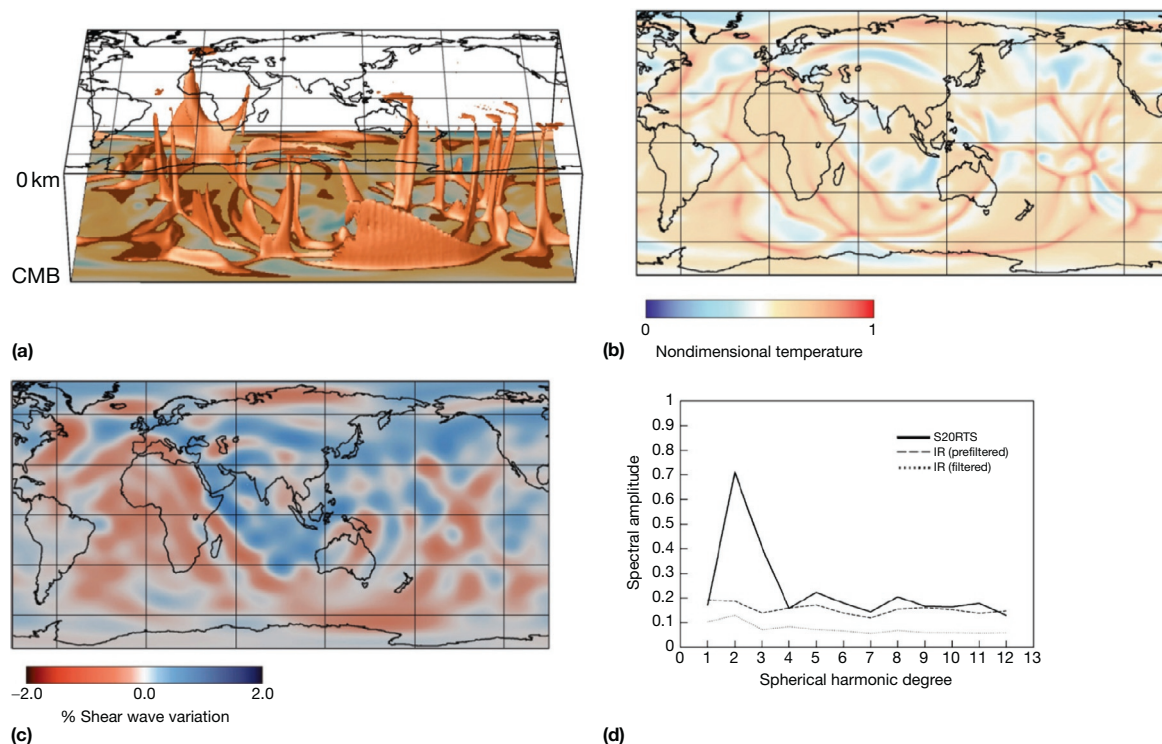 0 km
CMB
(a)
0
1
Nondimensional temperature
(b)
−2.0
0.0
2.0
% Shear wave variation
(c)
1
0.9
0.8
0.7
0.6
0.5
0.4
0.3
0.2
0.1
0
Spectral amplitude
S20RTS
IR (prefiltered)
IR (filtered)
0 1 2 3 4 5 6 7 8 9 10 11 12 13
Spherical harmonic degree
(d)